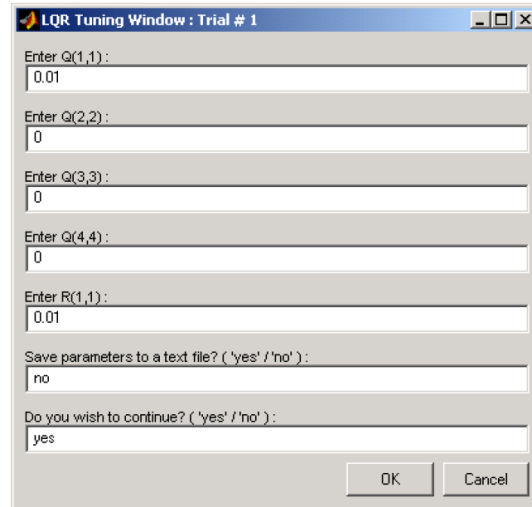 LQR Tuning Window : Trial # 1
Enter Q(1,1) :
0.01
Enter Q(2,2) :
0
Enter Q(3,3) :
0
Enter Q(4,4) :
0
Enter R(1,1) :
0.01
Save parameters to a text file? ( 'yes' / 'no' ) :
no
Do you wish to continue? ( 'yes' / 'no' ) :
yes
OK Cancel